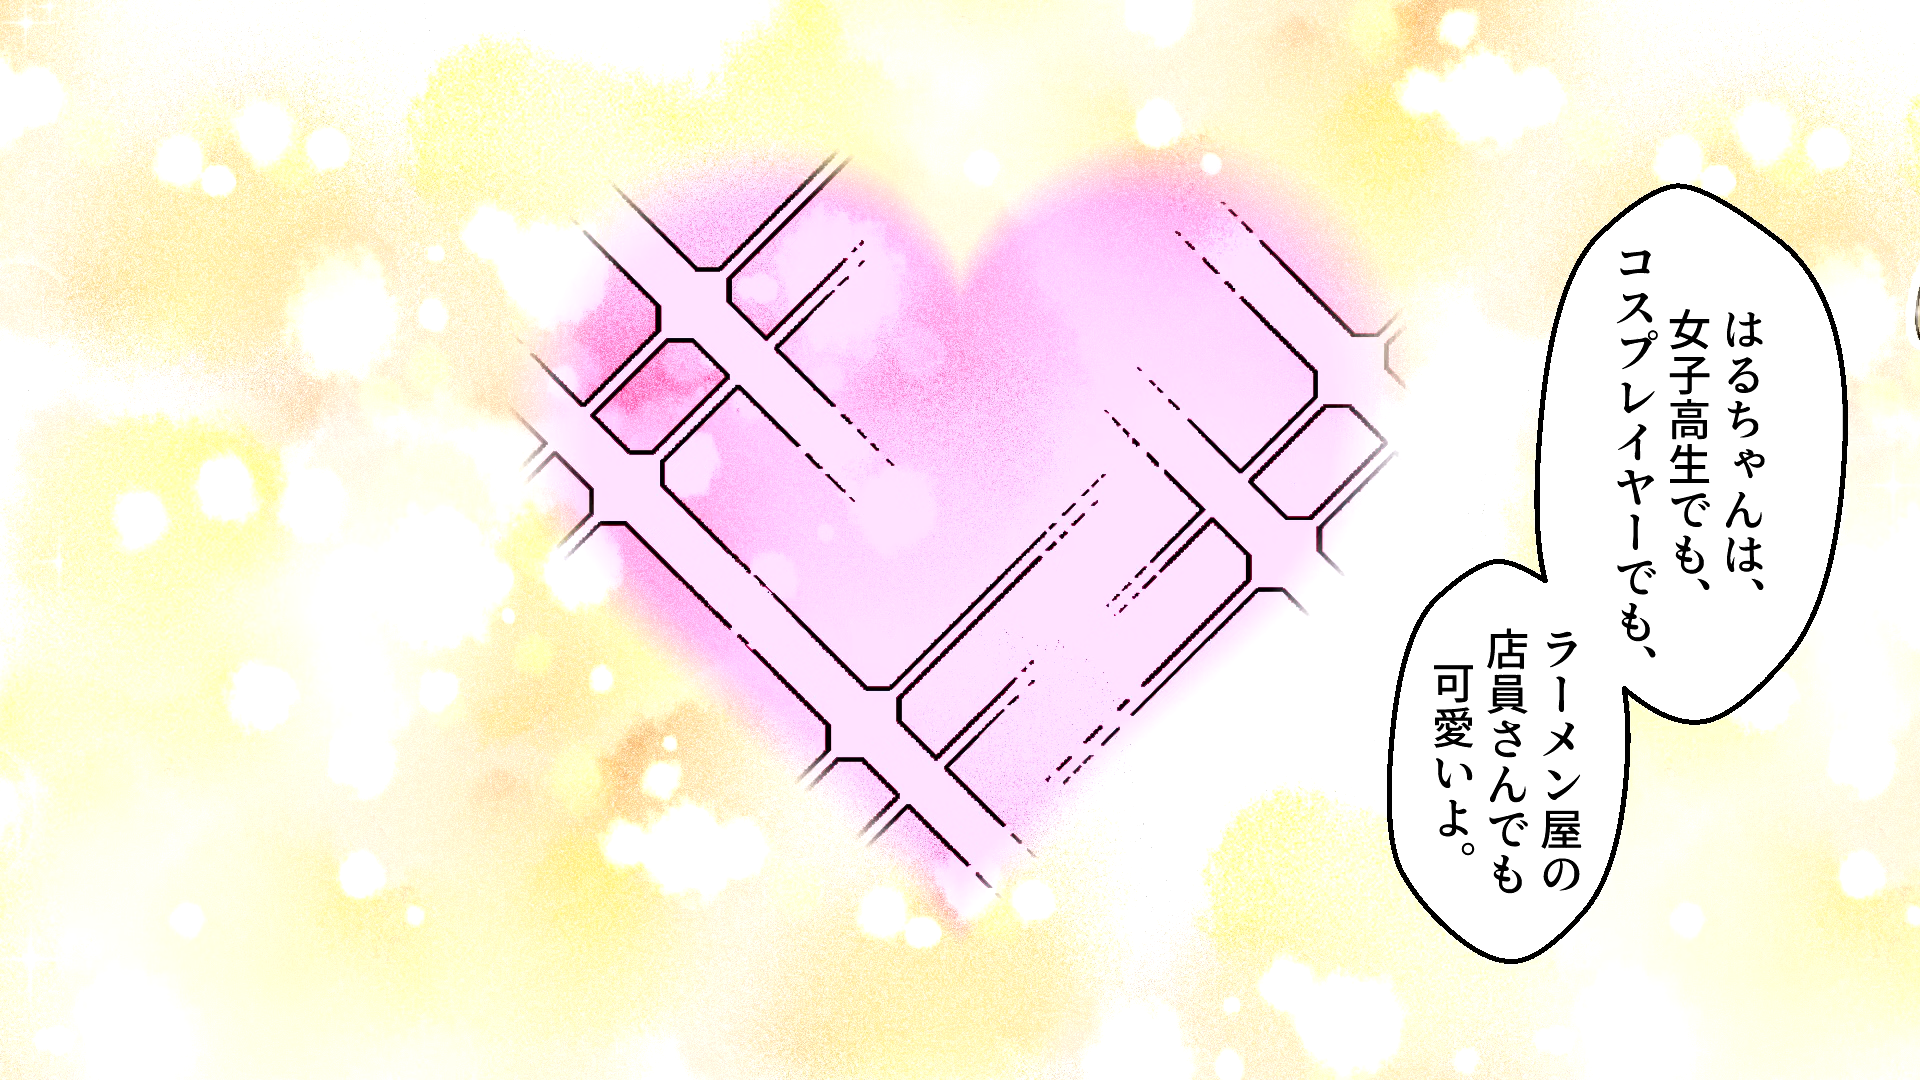 はるちゃんは、
女子高生でも、
コスプレイヤーでも、
ラーメン屋の
店員さんでも
可愛いよ。